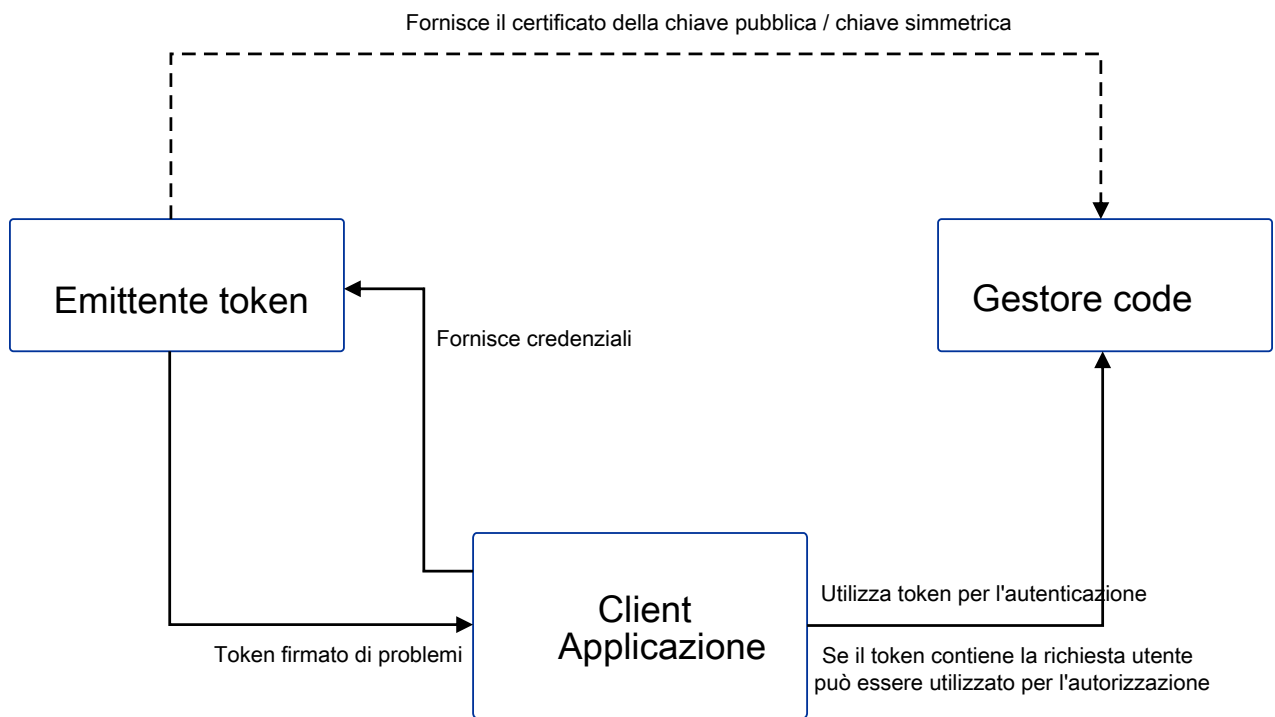 Fornisce il certificato della chiave pubblica / chiave simmetrica
Emittente token
Gestore code
Fornisce credenziali
Client
Applicazione
Utilizza token per l'autenticazione
Token firmato di problemi
Se il token contiene la richiesta utente
può essere utilizzato per l'autorizzazione